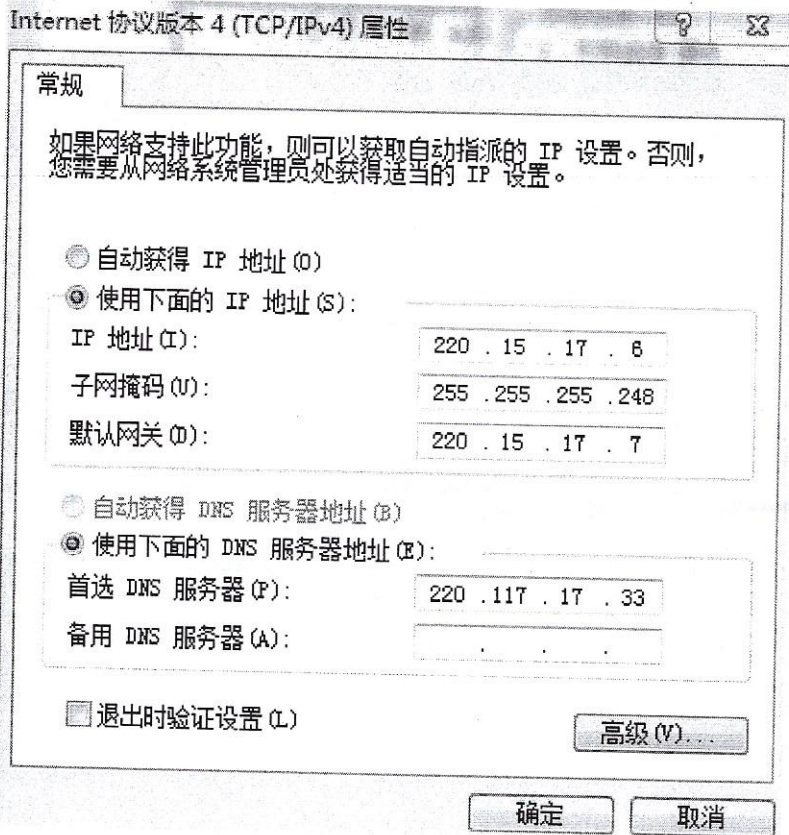 Internet 协议版本 4 (TCP/IPv4) 属性
常规
如果网络支持此功能，则可以获取自动指派的 IP 设置。否则，
您需要从网络系统管理员处获得适当的 IP 设置。
自动获得 IP 地址(O)
使用下面的 IP 地址(S):
IP 地址(I): 220 . 15 . 17 . 6
子网掩码(U): 255 .255 .255 .248
默认网关(D): 220 . 15 . 17 . 7
自动获得 DNS 服务器地址(B)
使用下面的 DNS 服务器地址(E):
首选 DNS 服务器(P): 220 .117 . 17 . 33
备用 DNS 服务器(A): . . .
退出时验证设置(L)
高级(V)...
确定 取消